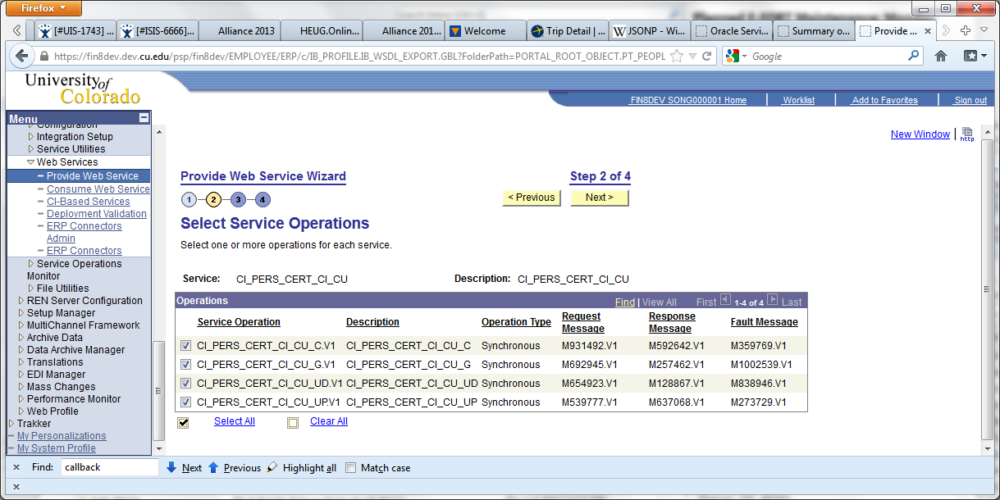 Firefox
[#UIS-1743] ...
[#ISIS-6666]...
Alliance 2013
HEUG.Onlin...
Alliance 201...
Welcome
Trip Detail | ...
JSONP - Wi...
Oracle Servi...
Summary o...
Provide ...
https://fin8dev.dev.cu.edu/psp/fin8dev/EMPLOYEE/ERP/c/IB_PROFILE.IB_WSDL_EXPORT.GBL?FolderPath=PORTAL_ROOT_OBJECT.PT_PEOPL
Google
University of
Colorado
FIN8DEV SONG000001 Home
Worklist
Add to Favorites
Sign out
Menu
Configuration
Integration Setup
Service Utilities
Web Services
Provide Web Service
Consume Web Service
CI-Based Services
Deployment Validation
ERP Connectors
Admin
ERP Connectors
Service Operations
Monitor
File Utilities
REN Server Configuration
Setup Manager
MultiChannel Framework
Archive Data
Data Archive Manager
Translations
EDI Manager
Mass Changes
Performance Monitor
Web Profile
Trakker
My Personalizations
My System Profile
New Window
http
Provide Web Service Wizard
Step 2 of 4
1 2 3 4
< Previous
Next >
Select Service Operations
Select one or more operations for each service.
Service: CI_PERS_CERT_CI_CU
Description: CI_PERS_CERT_CI_CU
Operations
Find | View All First 1-4 of 4 Last
Service Operation Description Operation Type Request Message Response Message Fault Message
CI_PERS_CERT_CI_CU_C.V1 CI_PERS_CERT_CI_CU_C Synchronous M931492.V1 M592642.V1 M359769.V1
CI_PERS_CERT_CI_CU_G.V1 CI_PERS_CERT_CI_CU_G Synchronous M692945.V1 M257462.V1 M1002539.V1
CI_PERS_CERT_CI_CU_UD.V1 CI_PERS_CERT_CI_CU_UD Synchronous M654923.V1 M128867.V1 M838946.V1
CI_PERS_CERT_CI_CU_UP.V1 CI_PERS_CERT_CI_CU_UP Synchronous M539777.V1 M637068.V1 M273729.V1
Select All
Clear All
Find: callback
Next
Previous
Highlight all
Match case